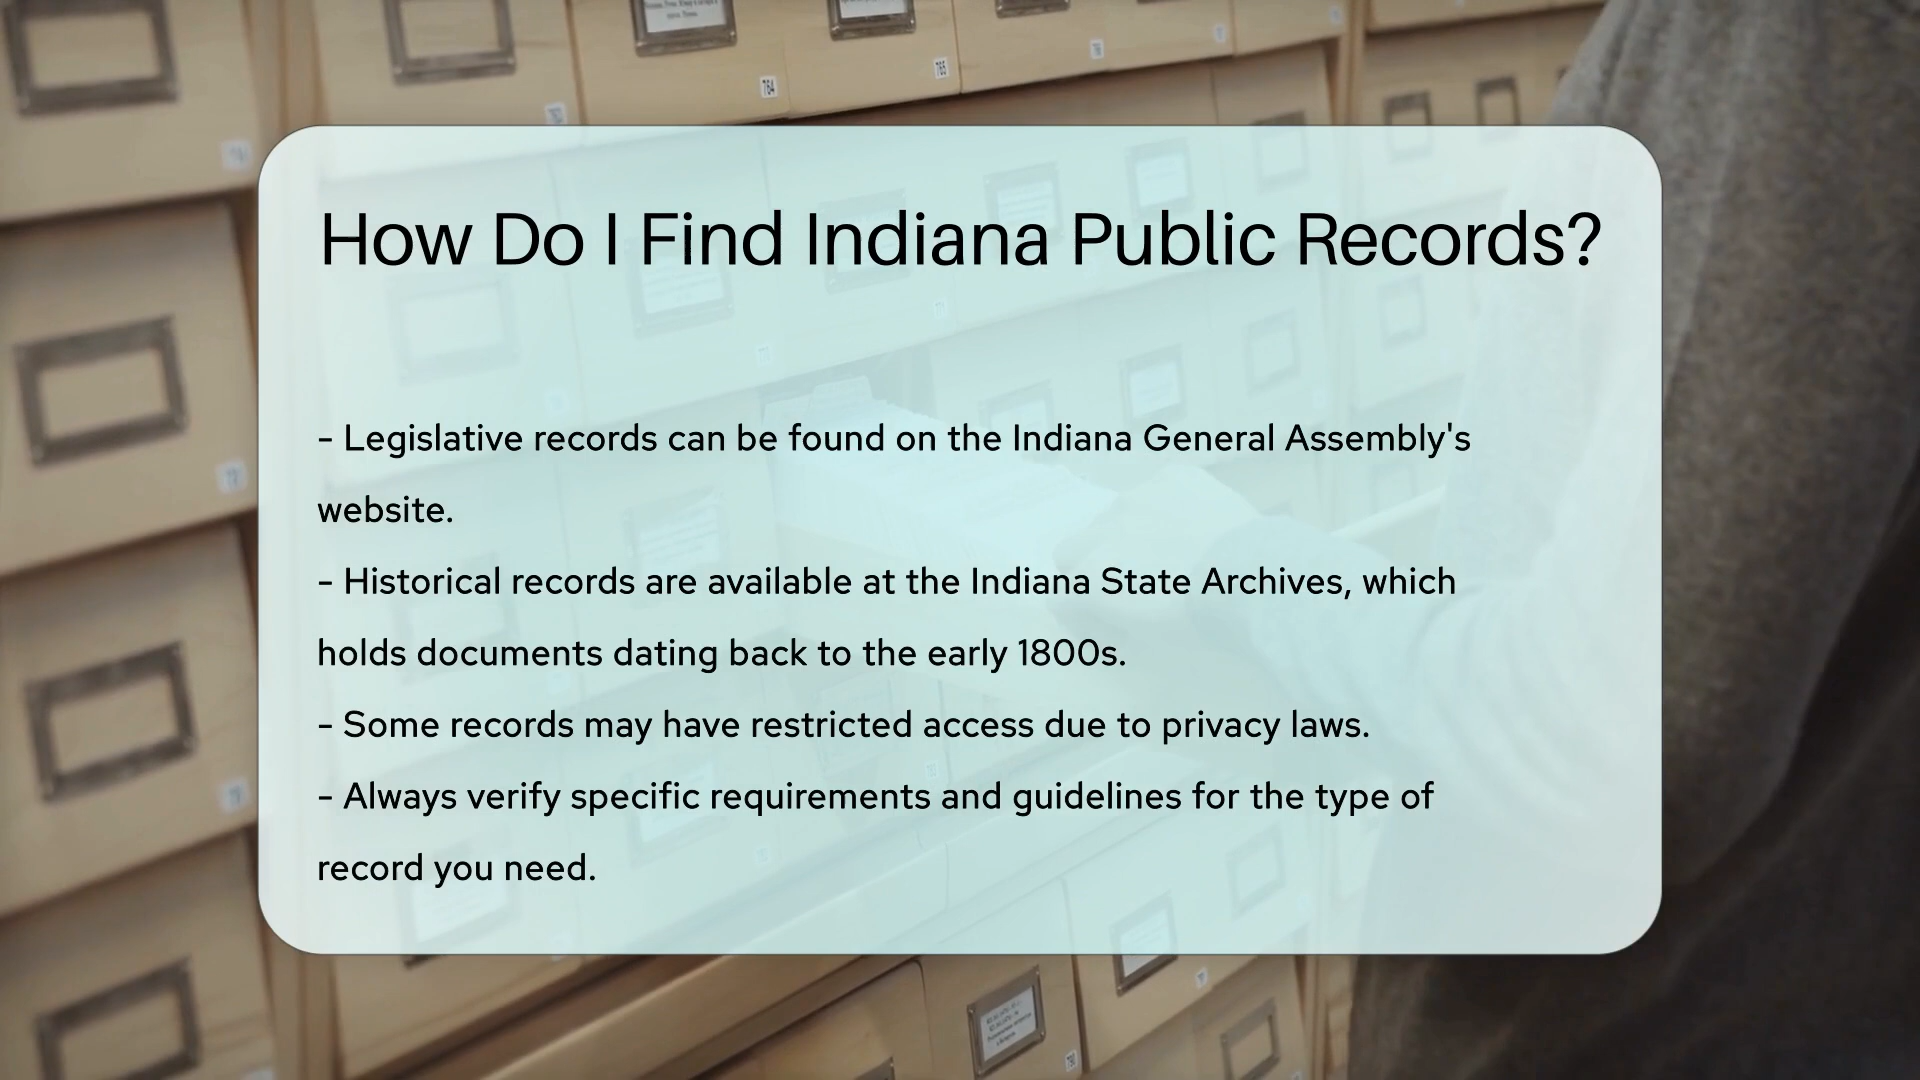 764
765
How Do I Find Indiana Public Records?
- Legislative records can be found on the Indiana General Assembly's
website.
- Historical records are available at the Indiana State Archives, which
holds documents dating back to the early 1800s.
- Some records may have restricted access due to privacy laws.
- Always verify specific requirements and guidelines for the type of
record you need.